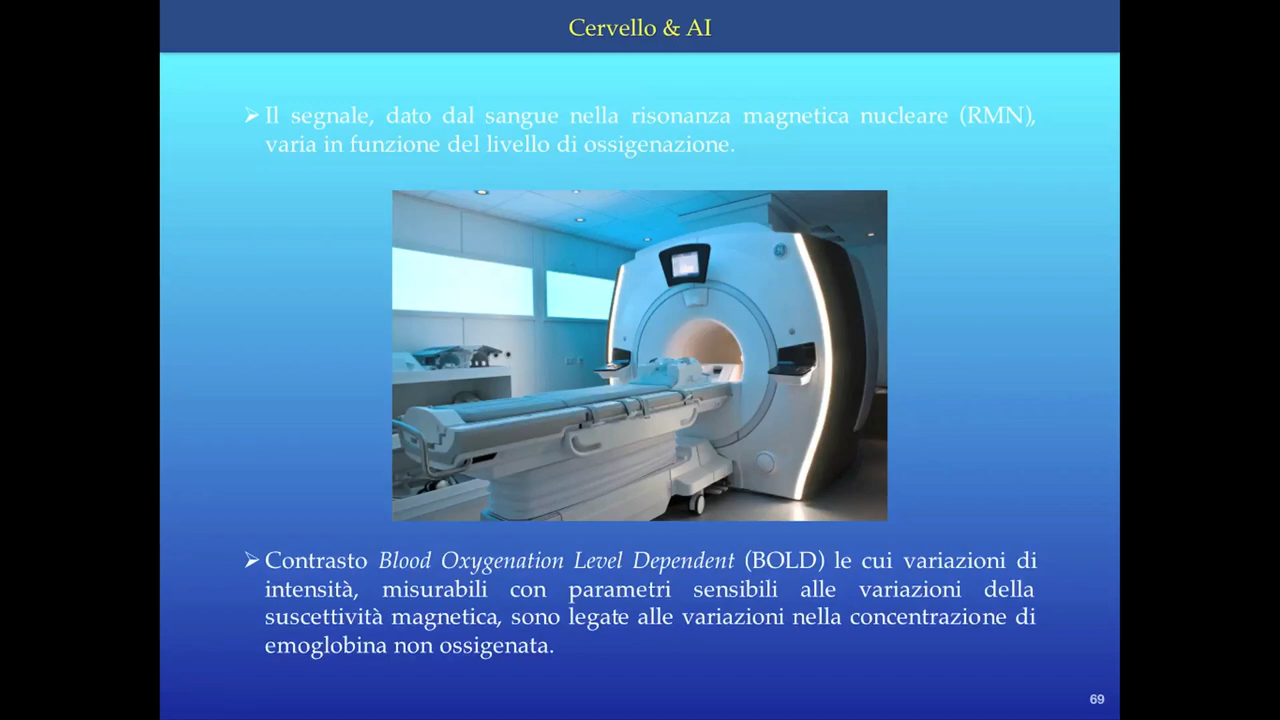 Cervello & AI
Il segnale, dato dal sangue nella risonanza magnetica nucleare (RMN),
varia in funzione del livello di ossigenazione.
Contrasto Blood Oxygenation Level Dependent (BOLD) le cui variazioni di
intensità, misurabili con parametri sensibili alle variazioni della
suscettività magnetica, sono legate alle variazioni nella concentrazione di
emoglobina non ossigenata.
69